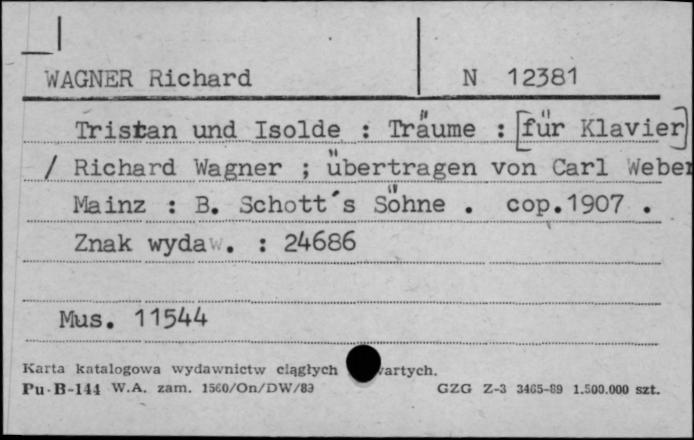 WAGNER Richard N 12381
Tristan und Isolde : Träume : [für Klavier]
/ Richard Wagner ; übertragen von Carl Weber
Mainz : B. Schott´s Söhne . cop.1907 .
Znak wydaw. : 24686
Mus. 11544
Karta katalogowa wydawnictw ciągłych
Pu-B-144 W.A. zam. 1560/On/DW/89 GZG Z-3 3465-89 1.500.000 szt.